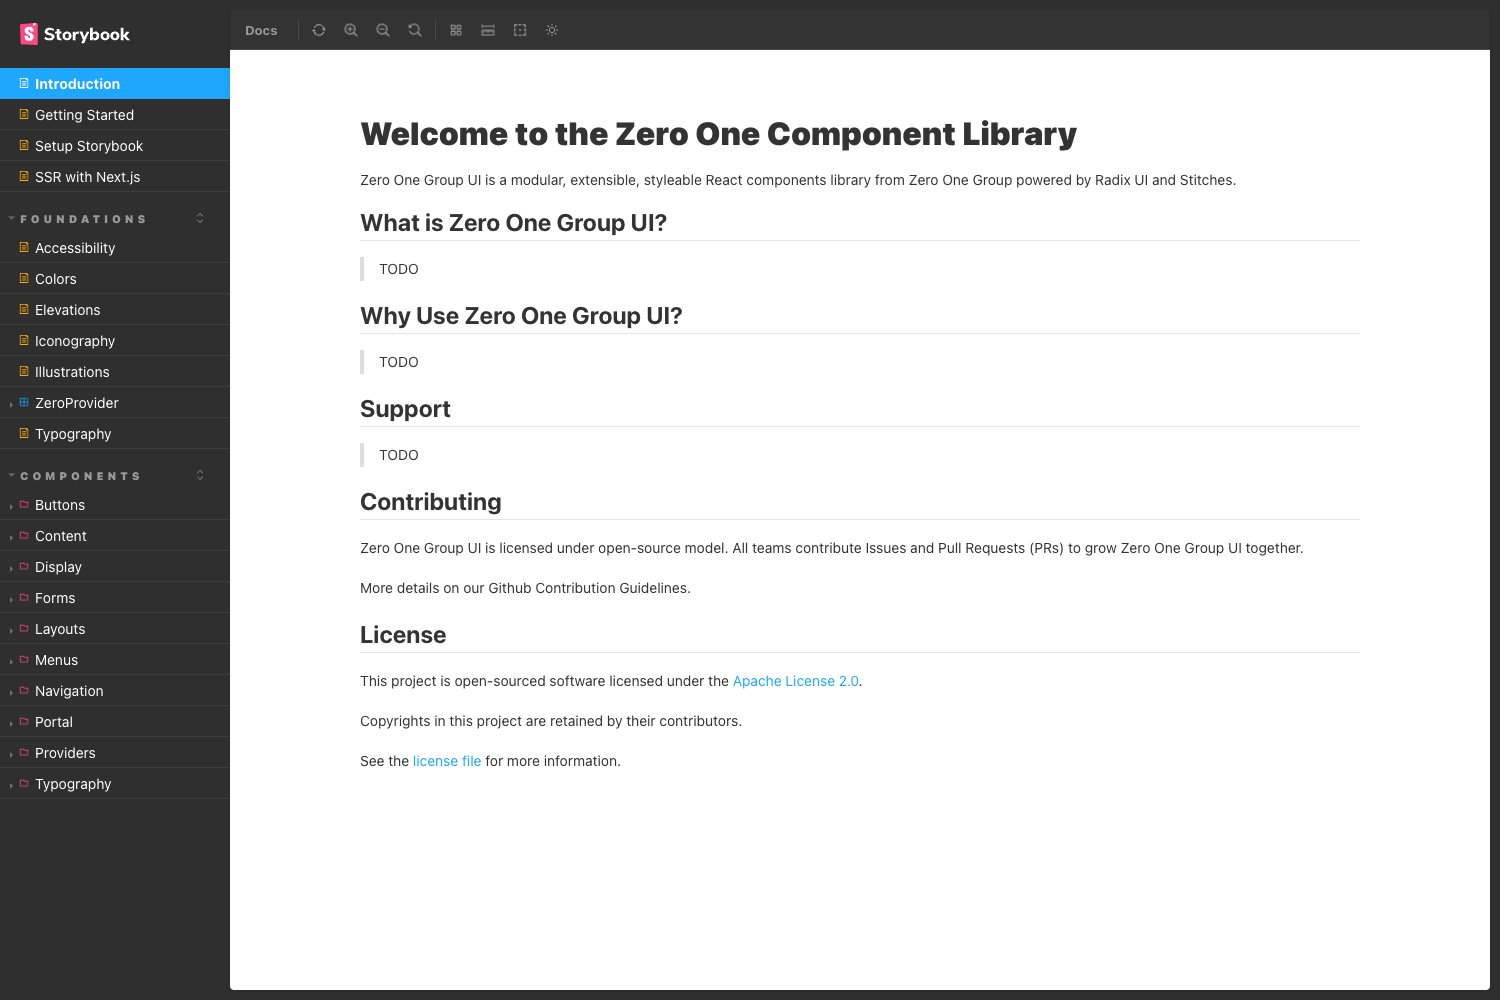 Storybook
Introduction
Getting Started
Setup Storybook
SSR with Next.js
FOUNDATIONS
Accessibility
Colors
Elevations
Iconography
Illustrations
ZeroProvider
Typography
COMPONENTS
Buttons
Content
Display
Forms
Layouts
Menus
Navigation
Portal
Providers
Typography
Docs
Welcome to the Zero One Component Library
Zero One Group UI is a modular, extensible, styleable React components library from Zero One Group powered by Radix UI and Stitches.
What is Zero One Group UI?
TODO
Why Use Zero One Group UI?
TODO
Support
TODO
Contributing
Zero One Group UI is licensed under open-source model. All teams contribute Issues and Pull Requests (PRs) to grow Zero One Group UI together.
More details on our Github Contribution Guidelines.
License
This project is open-sourced software licensed under the Apache License 2.0.
Copyrights in this project are retained by their contributors.
See the license file for more information.